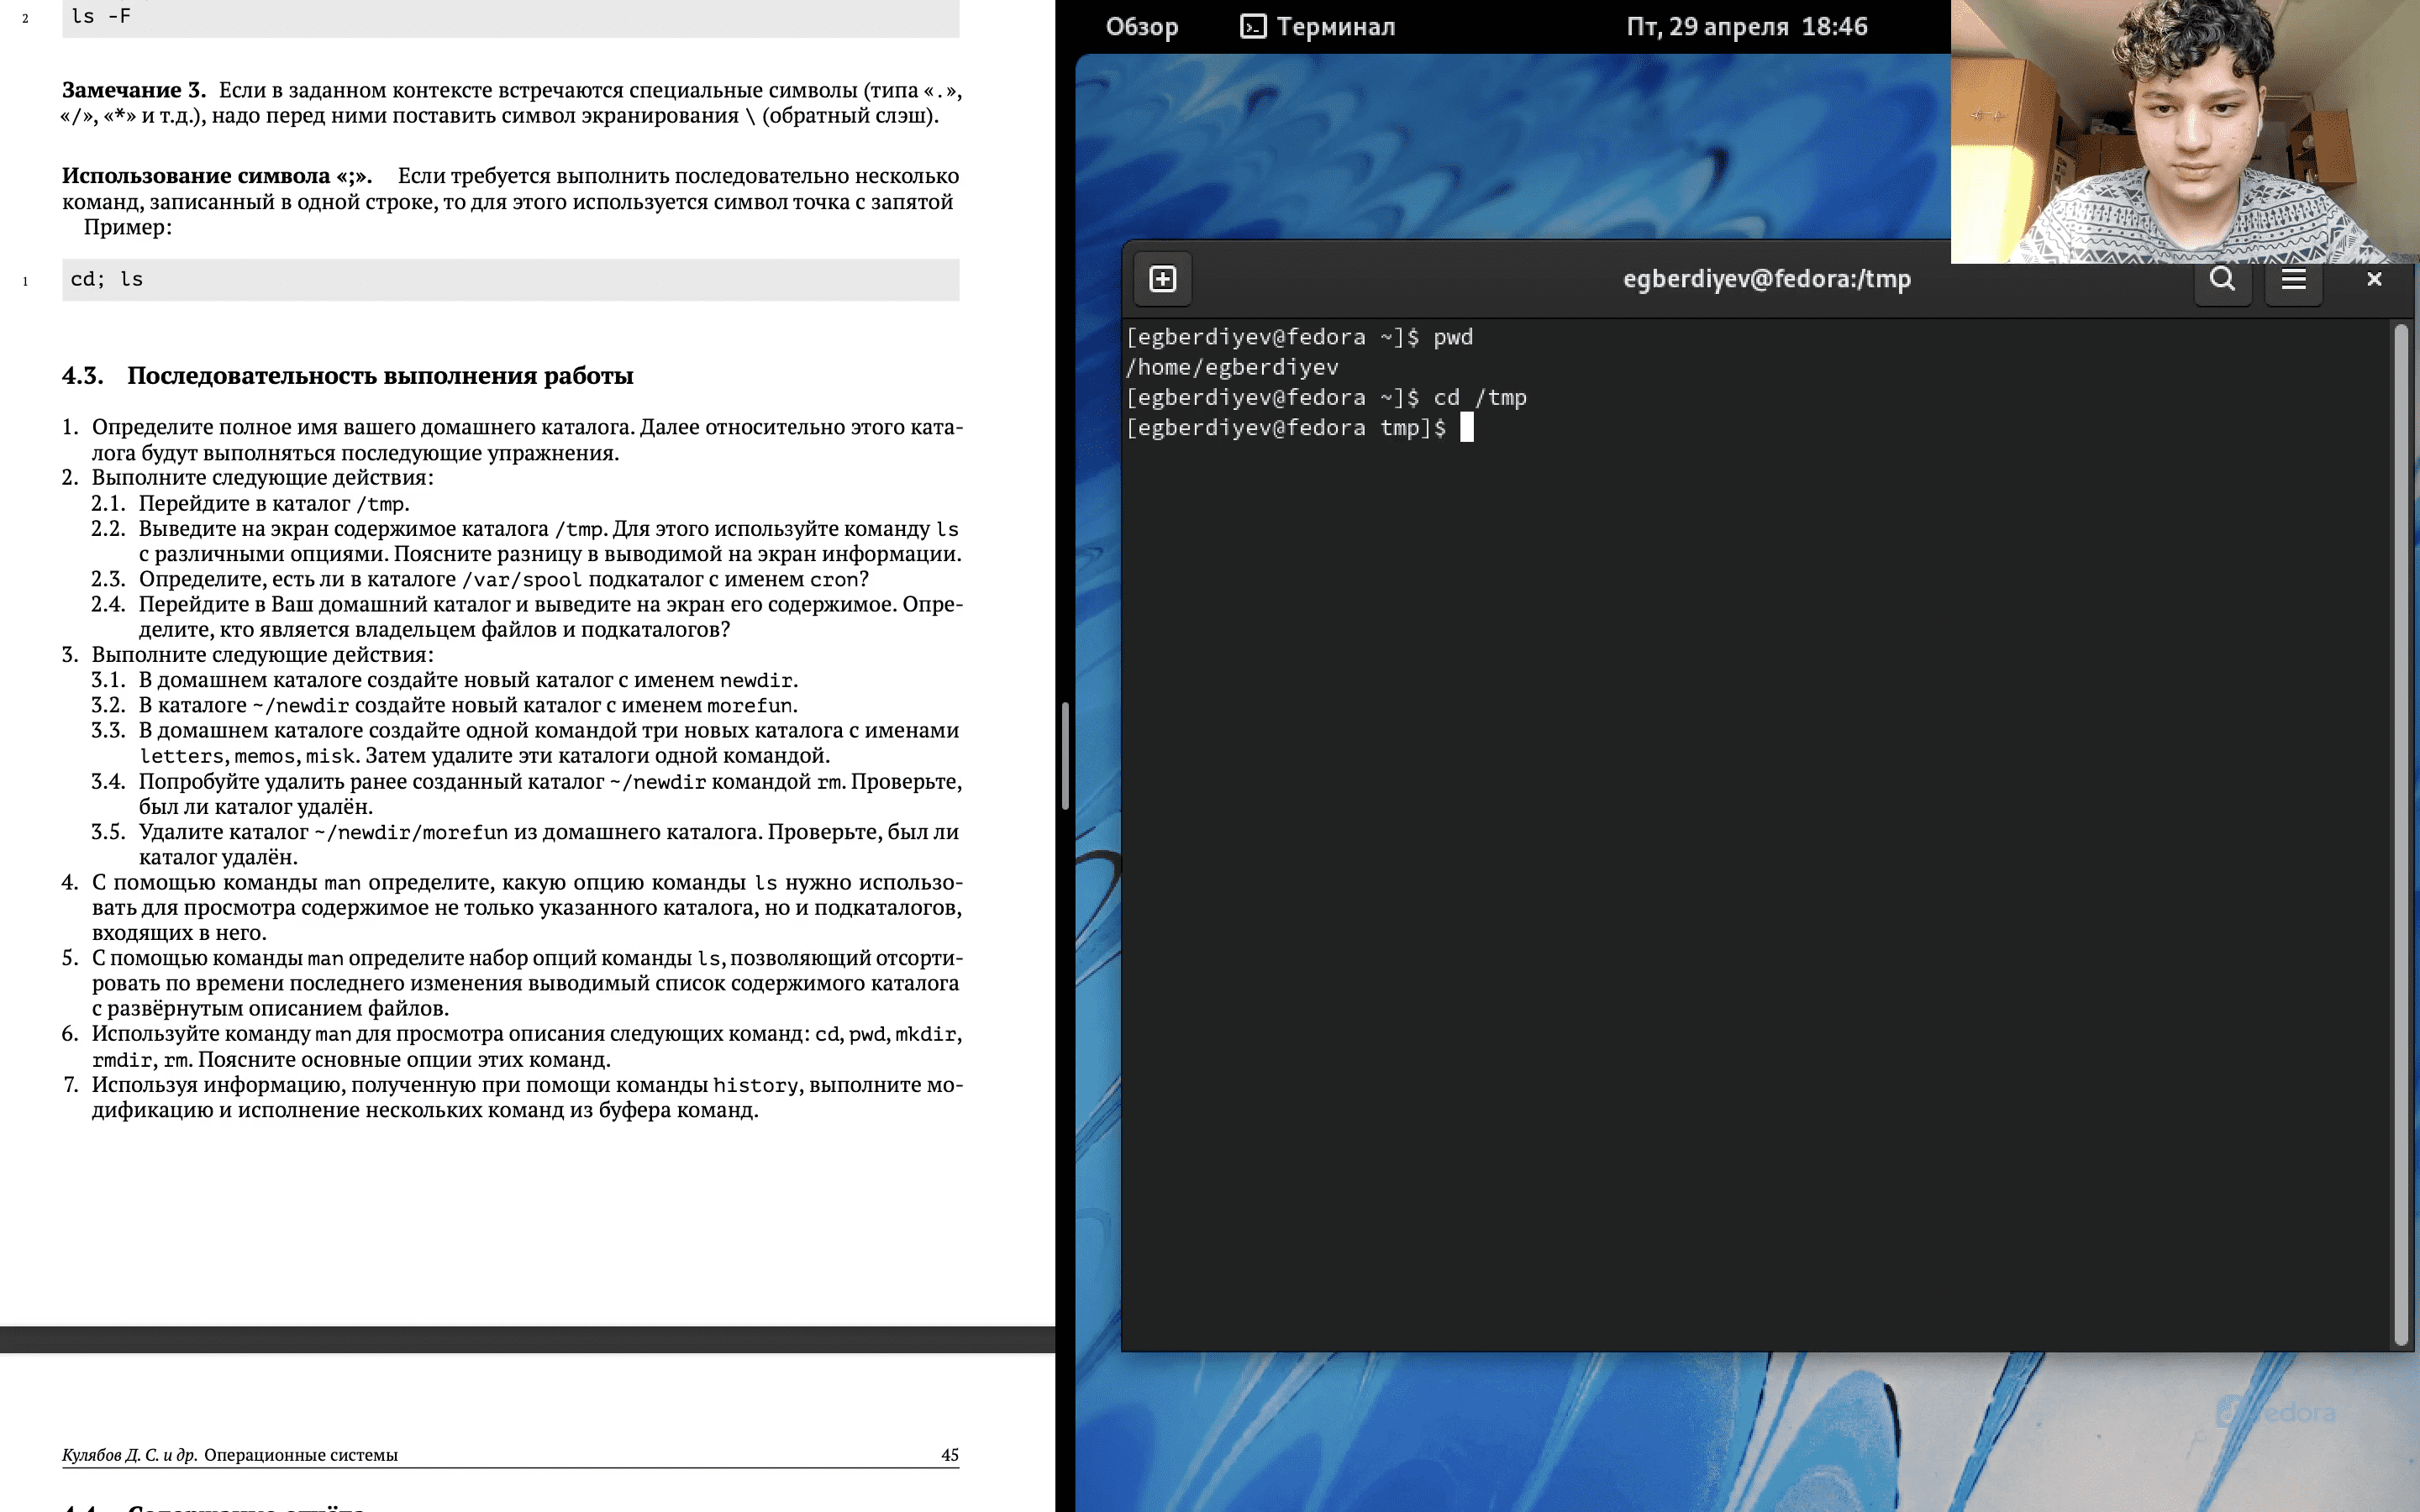 2
ls -F
Замечание 3. Если в заданном контексте встречаются специальные символы (типа «.»,
«/», «*» и т.д.), надо перед ними поставить символ экранирования \ (обратный слэш).
Использование символа «;». Если требуется выполнить последовательно несколько
команд, записанный в одной строке, то для этого используется символ точка с запятой
Пример:
1
cd; ls
4.3. Последовательность выполнения работы
1. Определите полное имя вашего домашнего каталога. Далее относительно этого ката-
лога будут выполняться последующие упражнения.
2. Выполните следующие действия:
2.1. Перейдите в каталог /tmp.
2.2. Выведите на экран содержимое каталога /tmp. Для этого используйте команду ls
с различными опциями. Поясните разницу в выводимой на экран информации.
2.3. Определите, есть ли в каталоге /var/spool подкаталог с именем cron?
2.4. Перейдите в Ваш домашний каталог и выведите на экран его содержимое. Опре-
делите, кто является владельцем файлов и подкаталогов?
3. Выполните следующие действия:
3.1. В домашнем каталоге создайте новый каталог с именем newdir.
3.2. В каталоге ~/newdir создайте новый каталог с именем morefun.
3.3. В домашнем каталоге создайте одной командой три новых каталога с именами
letters, memos, misk. Затем удалите эти каталоги одной командой.
3.4. Попробуйте удалить ранее созданный каталог ~/newdir командой rm. Проверьте,
был ли каталог удалён.
3.5. Удалите каталог ~/newdir/morefun из домашнего каталога. Проверьте, был ли
каталог удалён.
4. С помощью команды man определите, какую опцию команды ls нужно использо-
вать для просмотра содержимое не только указанного каталога, но и подкаталогов,
входящих в него.
5. С помощью команды man определите набор опций команды ls, позволяющий отсорти-
ровать по времени последнего изменения выводимый список содержимого каталога
с развёрнутым описанием файлов.
6. Используйте команду man для просмотра описания следующих команд: cd, pwd, mkdir,
rmdir, rm. Поясните основные опции этих команд.
7. Используя информацию, полученную при помощи команды history, выполните мо-
дификацию и исполнение нескольких команд из буфера команд.
Кулябов Д. С. и др. Операционные системы
45
Обзор
Терминал
Пт, 29 апреля 18:46
egberdiyev@fedora:/tmp
[egberdiyev@fedora ~]$ pwd
/home/egberdiyev
[egberdiyev@fedora ~]$ cd /tmp
[egberdiyev@fedora tmp]$
fedora